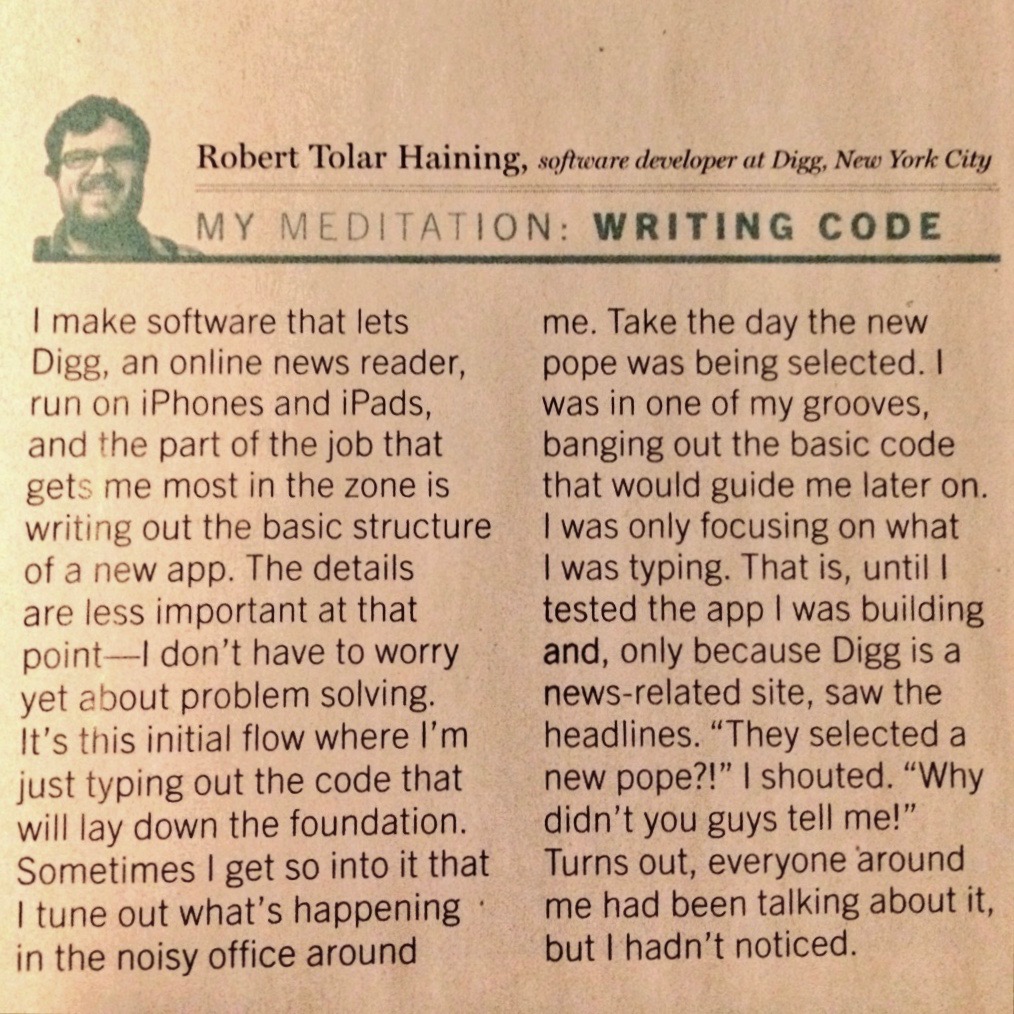 Robert Tolar Haining, software developer at Digg, New York City
MY MEDITATION: WRITING CODE
I make software that lets
Digg, an online news reader,
run on iPhones and iPads,
and the part of the job that
gets me most in the zone is
writing out the basic structure
of a new app. The details
are less important at that
point—I don't have to worry
yet about problem solving.
It's this initial flow where I'm
just typing out the code that
will lay down the foundation.
Sometimes I get so into it that
I tune out what's happening
in the noisy office around
me. Take the day the new
pope was being selected. I
was in one of my grooves,
banging out the basic code
that would guide me later on.
I was only focusing on what
I was typing. That is, until I
tested the app I was building
and, only because Digg is a
news-related site, saw the
headlines. “They selected a
new pope?!” I shouted. “Why
didn't you guys tell me!”
Turns out, everyone around
me had been talking about it,
but I hadn't noticed.